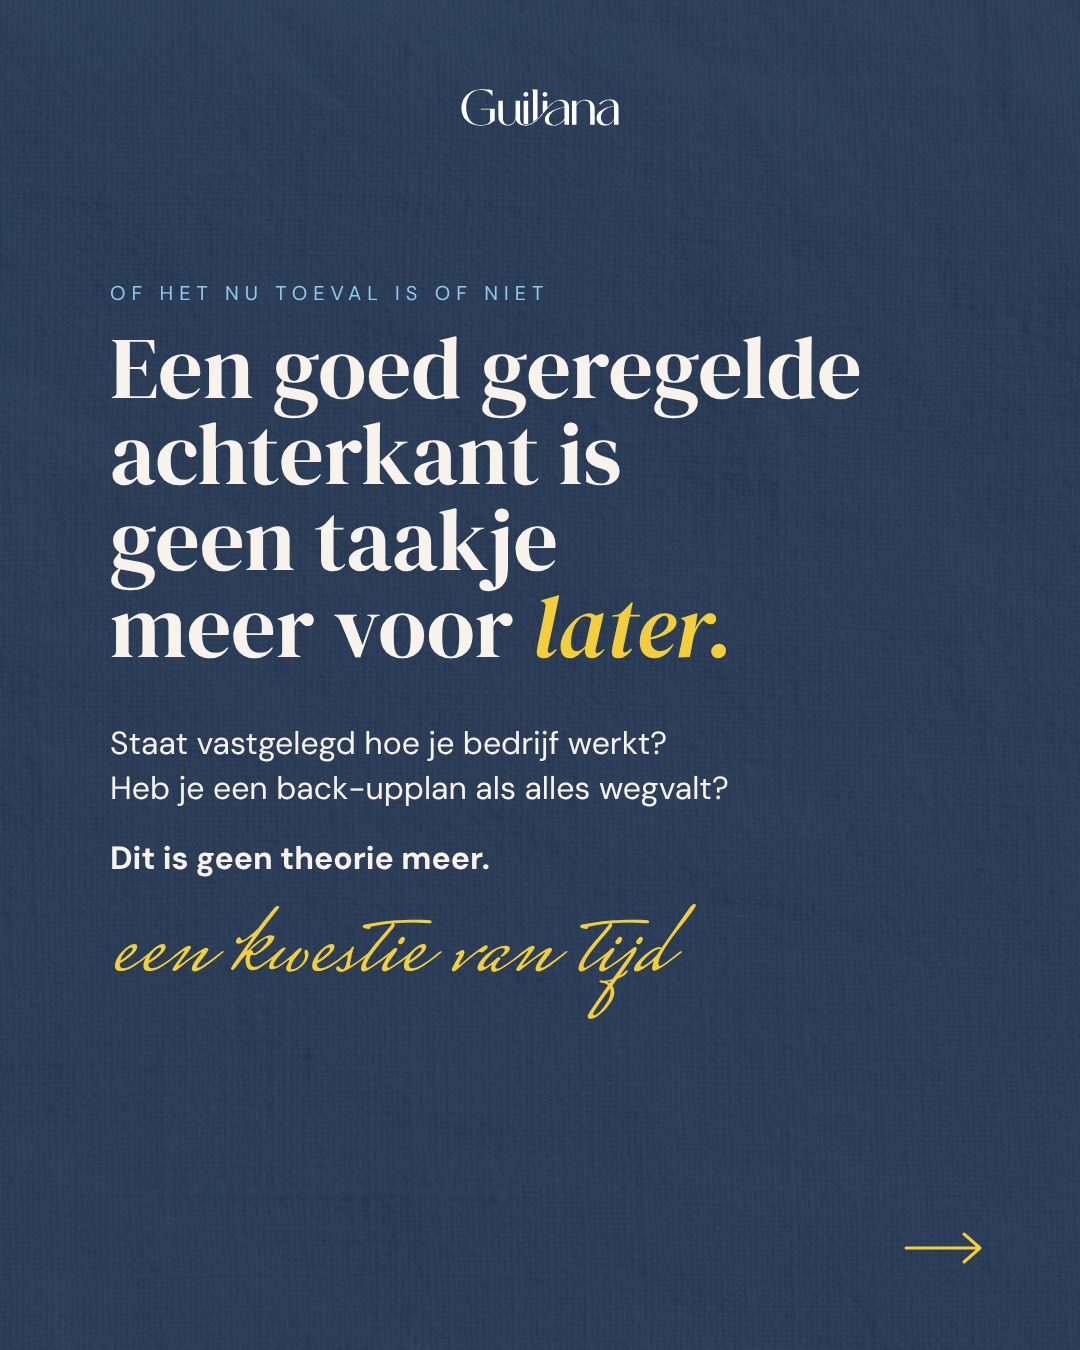 Guiliana
OF HET NU TOEVAL IS OF NIET
Een goed geregelde
achterkant is
geen taakje
meer voor later.
Staat vastgelegd hoe je bedrijf werkt?
Heb je een back-upplan als alles wegvalt?
Dit is geen theorie meer.
een kwestie van tijd